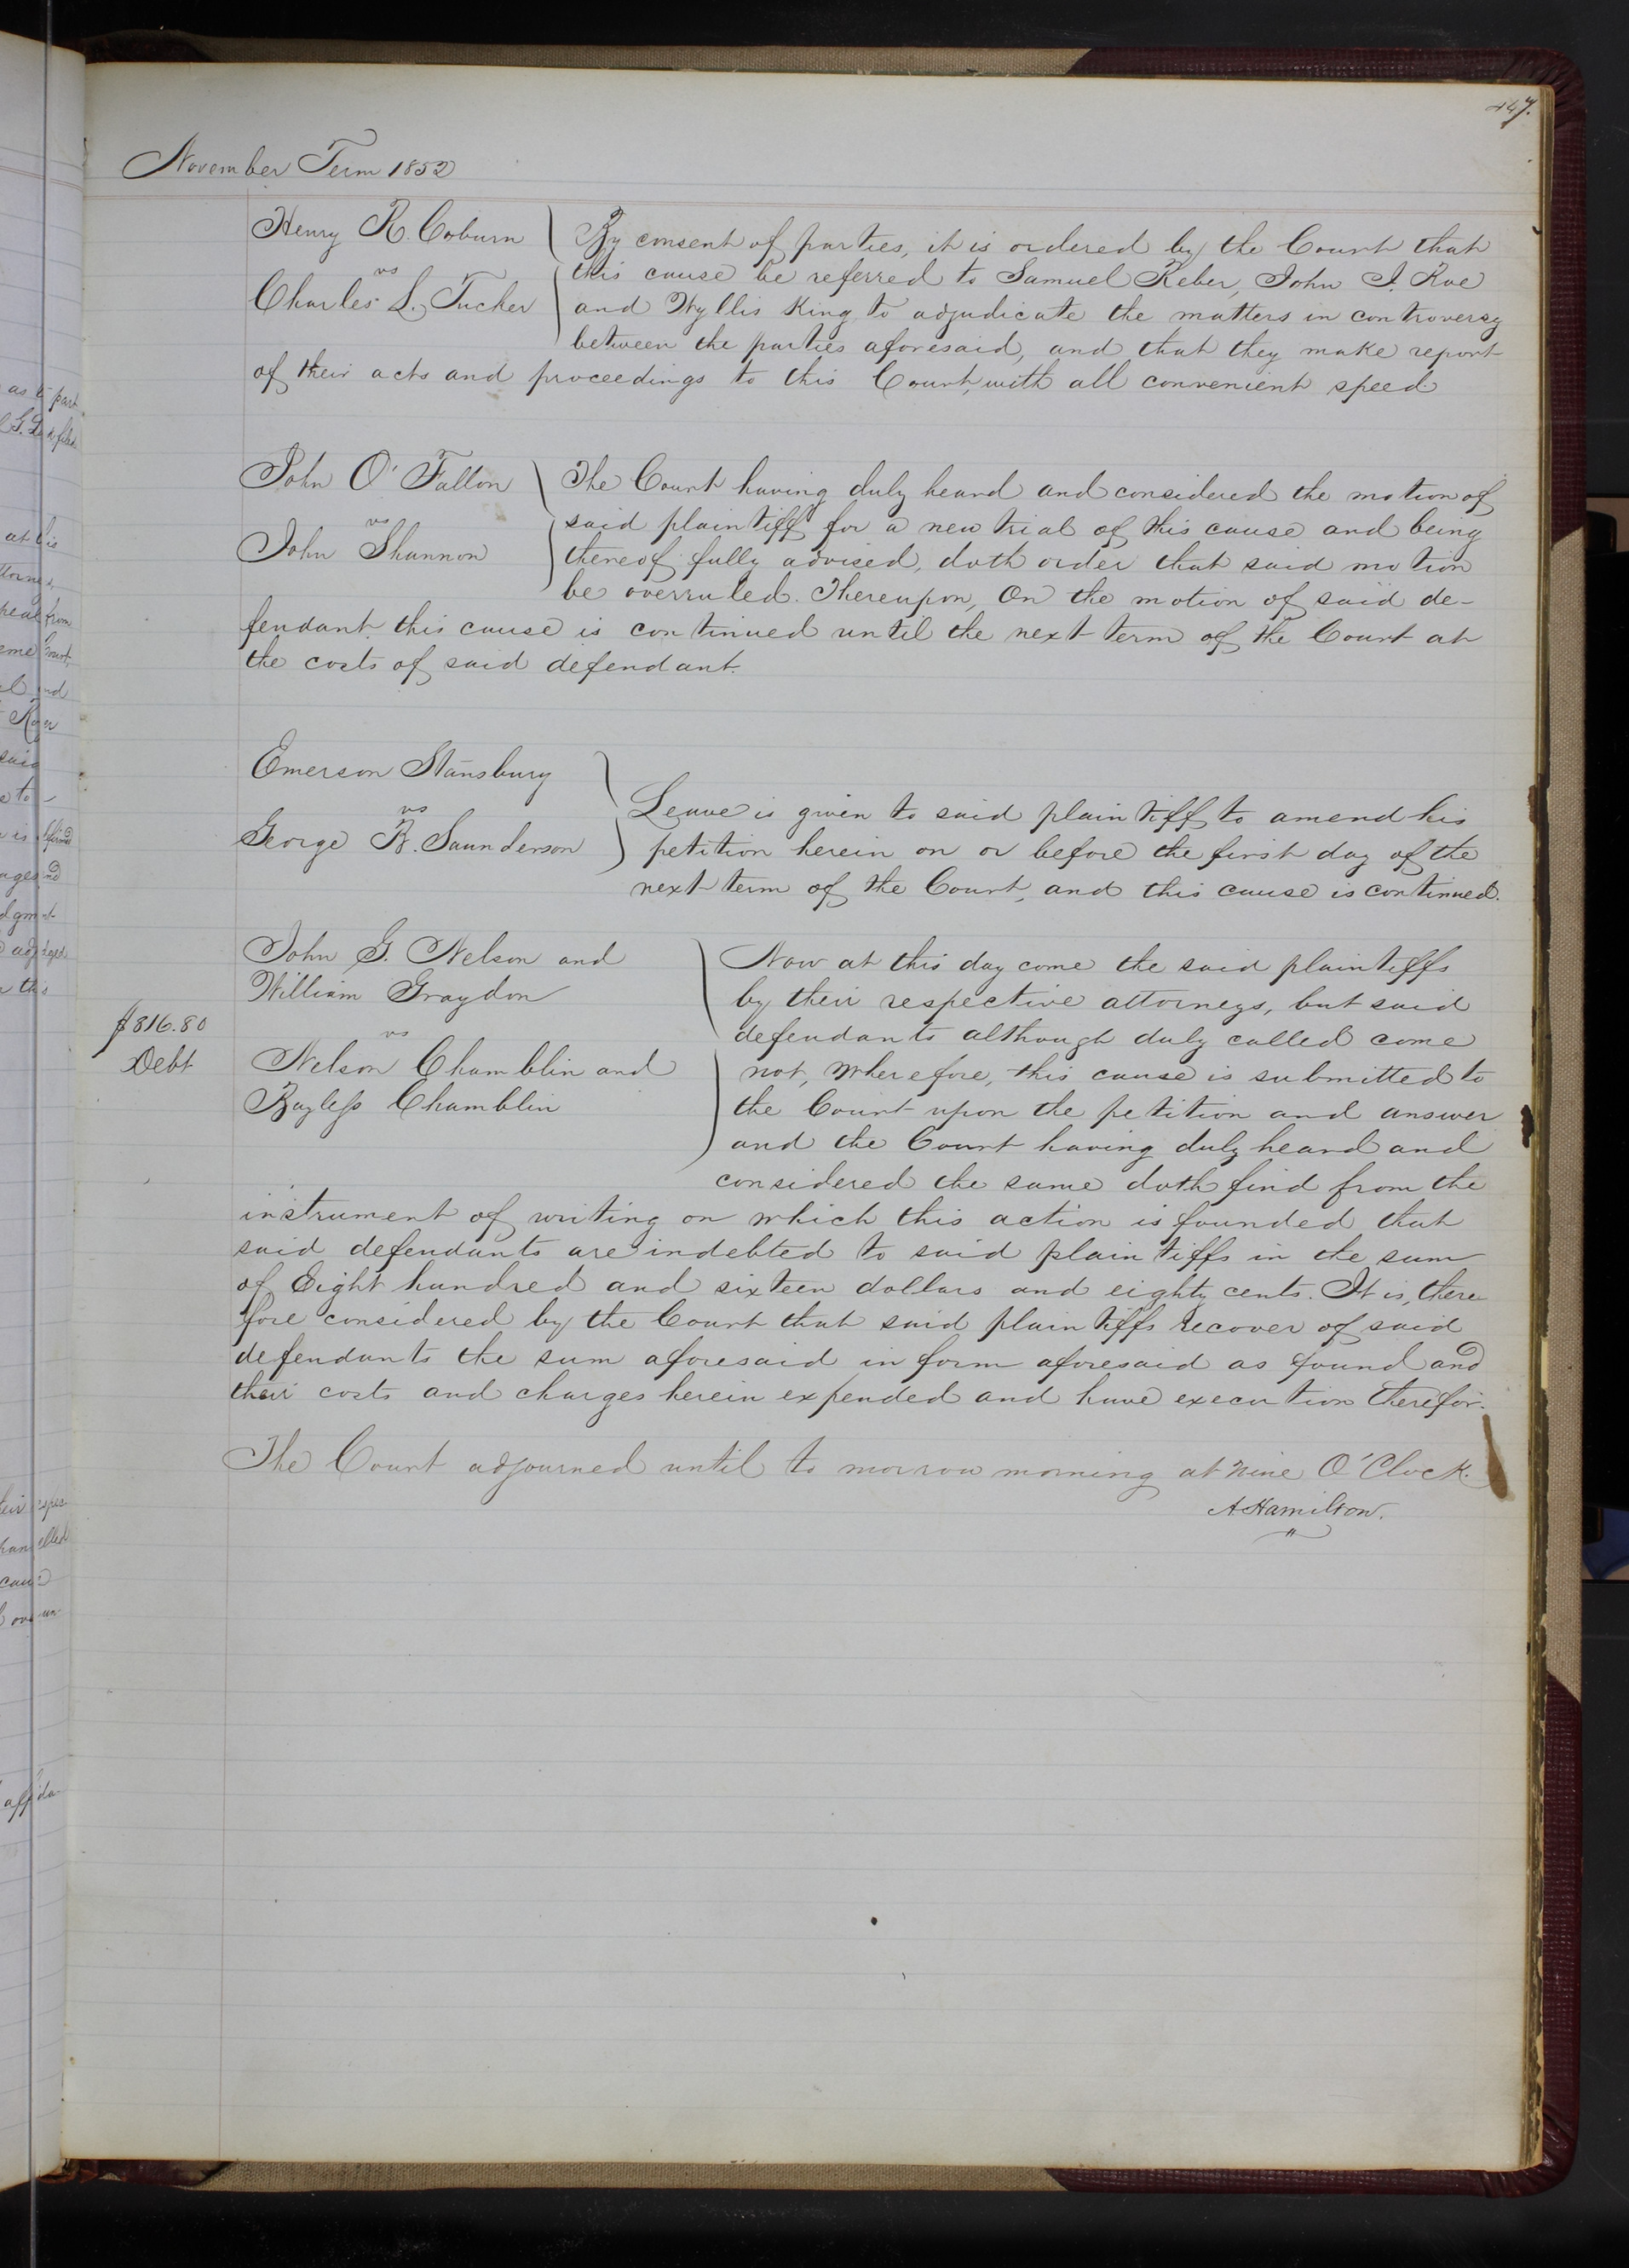 November Term 1852
Henry R. Coburn
vs
Charles L. Tucker
By consent of parties, it is ordered by the Court that
this cause be referred to Samuel Reber, John J. Roe
and Wyllis King to adjudicate the matters in controversy
between the parties aforesaid, and that they make report
of their acts and proceedings to this Court, with all convenient speed.
John O'Fallon
vs
John Shannon
The Court having duly heard and considered the motion of
said plaintiff for a new trial of this cause and being
thereof fully advised, doth order that said motion
be overruled. Thereupon, On the motion of said de-
fendant this cause is continued until the next term of the Court at
the costs of said defendant.
Emerson Stansbury
vs
George B. Saunderson
Leave is given to said plaintiff to amend his
petition herein on or before the first day of the
next term of the Court, and this cause is continued.
$816.80
Debt
John G. Nelson and
William Graydon
vs
Nelson Chamblin and
Bayless Chamblin
Now at this day come the said plaintiffs
by their respective attorneys, but said
defendants although duly called come
not, Wherefore, this cause is submitted to
the Court upon the petition and answer
and the Court having duly heard and
considered the same doth find from the
instrument of writing on which this action is founded that
said defendants are indebted to said plaintiffs in the sum
of Eight hundred and sixteen dollars and eighty cents. It is, there
fore considered by the Court that said plaintiffs recover of said
defendants the sum aforesaid in form aforesaid as found and
their costs and charges herein expended and have execution therefor.
The Court adjourned until to morrow morning at nine O'Clock.
A. Hamilton.